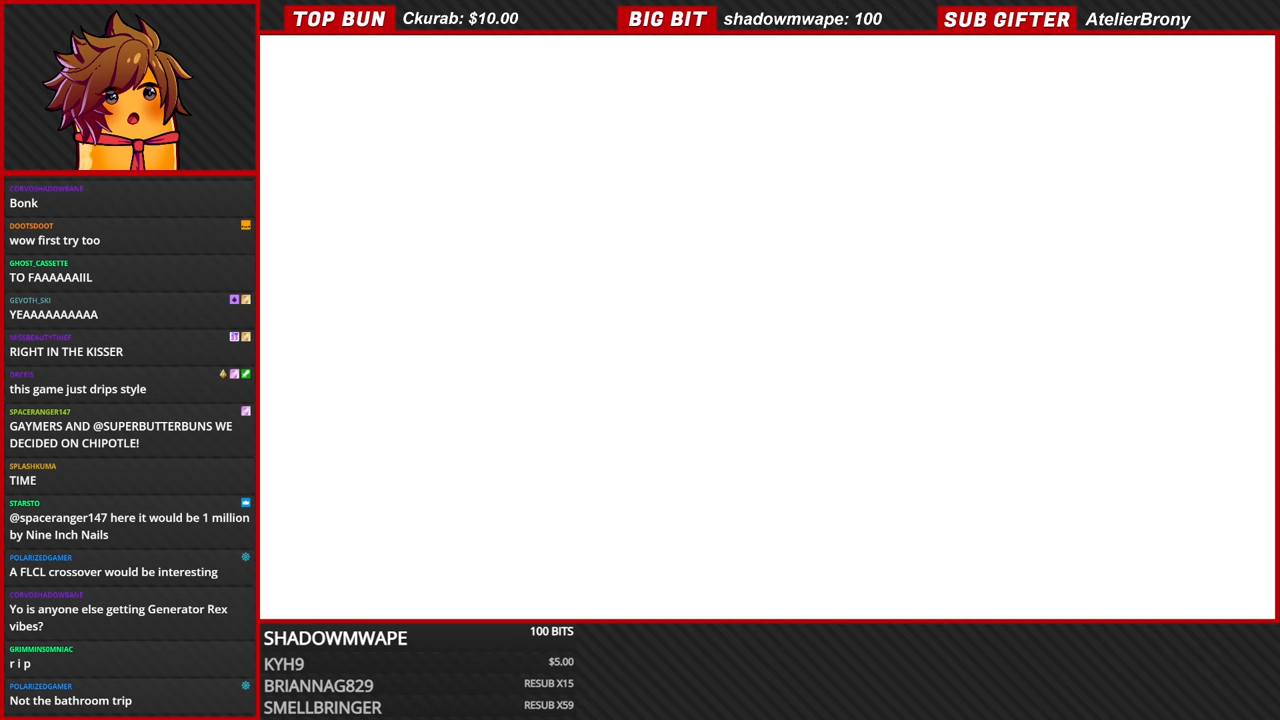 TOP BUN Ckurab: $10.00 BIG BIT shadowmwape: 100 SUB GIFTER AtelierBrony
CORVOSHADOWBANE
Bonk
DOOTSDOOT
wow first try too
GHOST_CASSETTE
TO FAAAAAAIIL
GEVOTH_SKI
YEAAAAAAAAAA
MISSBEAUTYTHIEF
RIGHT IN THE KISSER
this game just drips style
SPACERANGER147
GAYMERS AND @SUPERBUTTERBUNS WE
DECIDED ON CHIPOTLE!
SPLASHKUMA
TIME
STARSTO
@spaceranger147 here it would be 1 million
by Nine Inch Nails
POLARIZEDGAMER
A FLCL crossover would be interesting
CORVOSHADOWBANE
Yo is anyone else getting Generator Rex
vibes?
GRIMMINS0MNIAC
r i p
POLARIZEDGAMER
Not the bathroom trip
SHADOWMWAPE 100 BITS
KYH9 $5.00
BRIANNAG829 RESUB X15
SMELLBRINGER RESUB X59